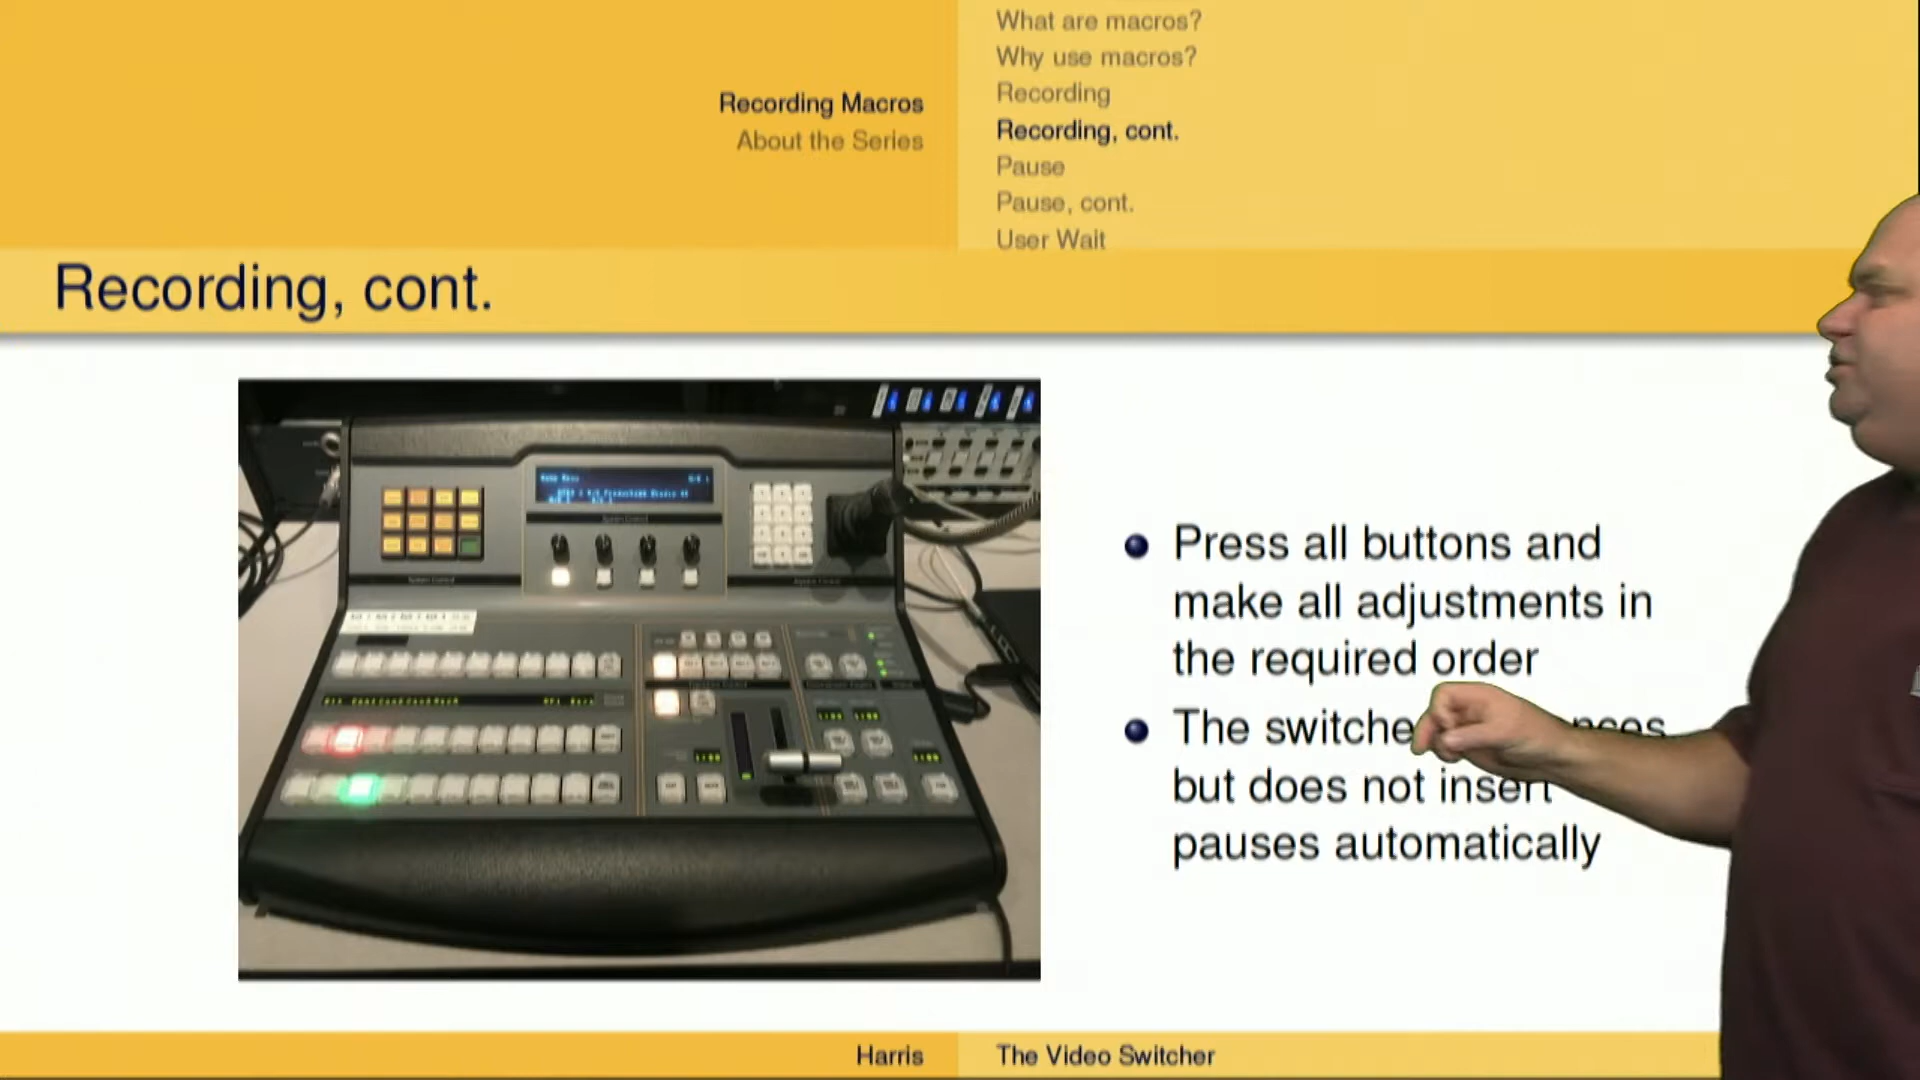 What are macros?
Why use macros?
Recording
Recording Macros
Recording, cont.
About the Series
Pause
Pause, cont.
User Wait
Recording, cont.
Press all buttons and
make all adjustments in
the required order
The
but does not insert
pauses automatically
Harris
The Video Switcher